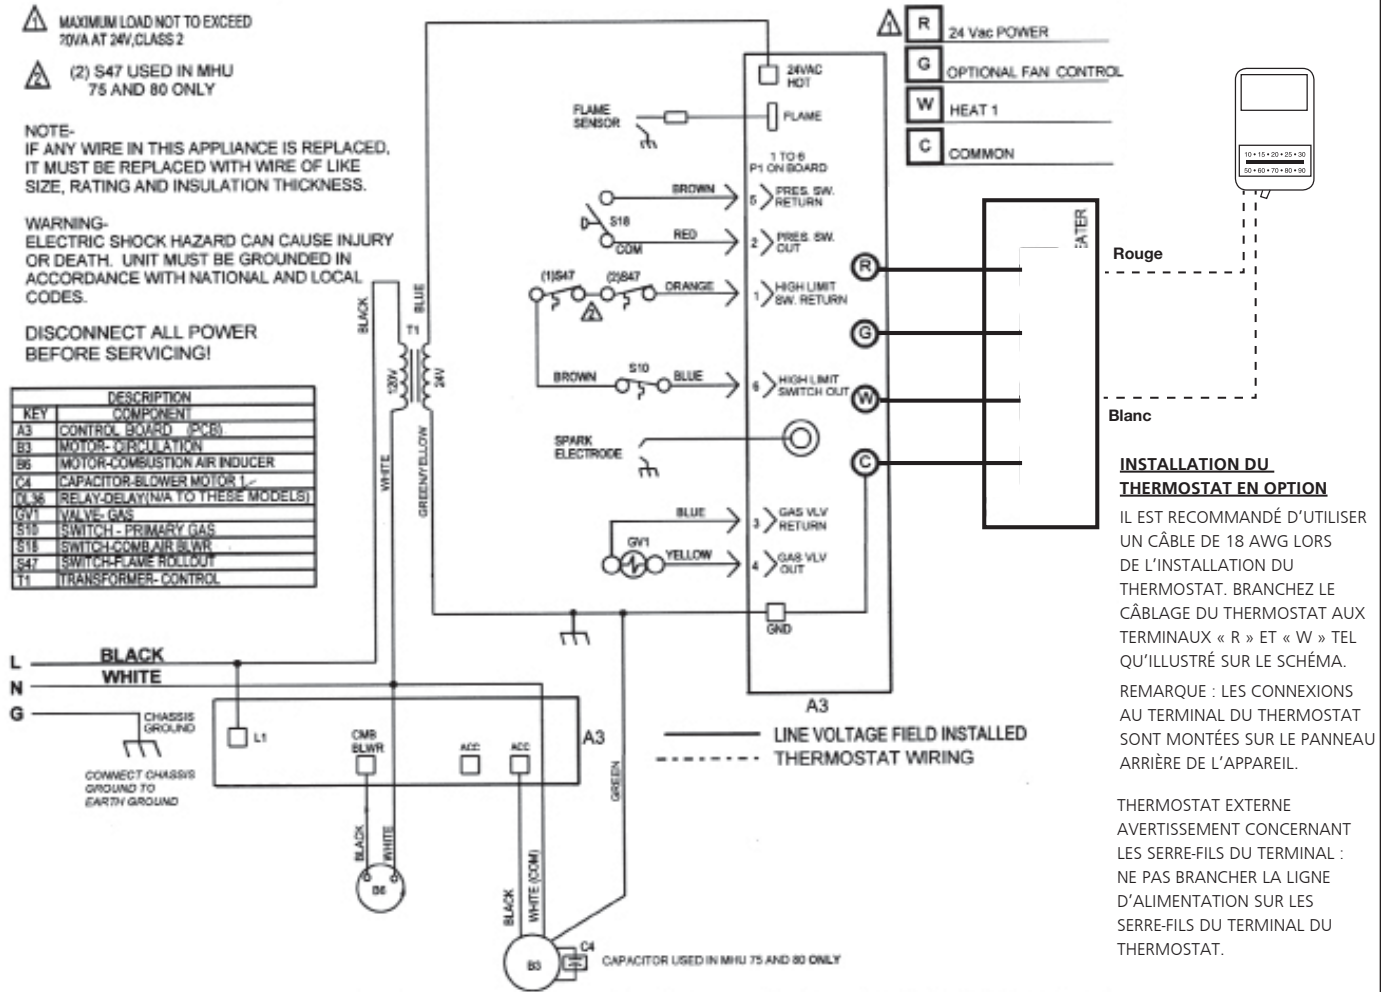 1 MAXIMUM LOAD NOT TO EXCEED
20VA AT 24V,CLASS 2
2 (2) S47 USED IN MHU
75 AND 80 ONLY
NOTE-
IF ANY WIRE IN THIS APPLIANCE IS REPLACED,
IT MUST BE REPLACED WITH WIRE OF LIKE
SIZE, RATING AND INSULATION THICKNESS.
WARNING-
ELECTRIC SHOCK HAZARD CAN CAUSE INJURY
OR DEATH. UNIT MUST BE GROUNDED IN
ACCORDANCE WITH NATIONAL AND LOCAL
CODES.
DISCONNECT ALL POWER
BEFORE SERVICING!
DESCRIPTION
KEY COMPONENT
A3 CONTROL BOARD (PCB)
B3 MOTOR- CIRCULATION
B6 MOTOR-COMBUSTION AIR INDUCER
C4 CAPACITOR-BLOWER MOTOR 1
DL36 RELAY-DELAY(N/A TO THESE MODELS)
GV1 VALVE- GAS
S10 SWITCH - PRIMARY GAS
S18 SWITCH-COMB.AIR BLWR
S47 SWITCH-FLAME ROLLOUT
T1 TRANSFORMER- CONTROL
L BLACK
N WHITE
G
CHASSIS
GROUND
CONNECT CHASSIS
GROUND TO
EARTH GROUND
BLACK
BLUE
T1
120V
24V
WHITE
GREEN/YELLOW
L1
CMB
BLWR
ACC
ACC
A3
BLACK
WHITE
B6
BLACK
WHITE (COM)
GREEN
B3
C4
CAPACITOR USED IN MHU 75 AND 80 ONLY
24VAC
HOT
FLAME
SENSOR
FLAME
1 TO 6
P1 ON BOARD
BROWN
5 PRES. SW.
RETURN
S18
RED
COM
2 PRES. SW.
OUT
(1)S47
(2)S47
2
ORANGE
1 HIGH LIMIT
SW. RETURN
BROWN
S10
BLUE
6 HIGH LIMIT
SWITCH OUT
SPARK
ELECTRODE
BLUE
3 GAS VLV
RETURN
GV1
YELLOW
4 GAS VLV
OUT
GND
A3
R
G
W
C
LINE VOLTAGE FIELD INSTALLED
THERMOSTAT WIRING
1 R 24 Vac POWER
G OPTIONAL FAN CONTROL
W HEAT 1
C COMMON
EATER
10 • 15 • 20 • 25 • 30
50 • 60 • 70 • 80 • 90
Rouge
Blanc
INSTALLATION DU
THERMOSTAT EN OPTION
IL EST RECOMMANDÉ D’UTILISER
UN CÂBLE DE 18 AWG LORS
DE L’INSTALLATION DU
THERMOSTAT. BRANCHEZ LE
CÂBLAGE DU THERMOSTAT AUX
TERMINAUX « R » ET « W » TEL
QU’ILLUSTRÉ SUR LE SCHÉMA.
REMARQUE : LES CONNEXIONS
AU TERMINAL DU THERMOSTAT
SONT MONTÉES SUR LE PANNEAU
ARRIÈRE DE L’APPAREIL.
THERMOSTAT EXTERNE
AVERTISSEMENT CONCERNANT
LES SERRE-FILS DU TERMINAL :
NE PAS BRANCHER LA LIGNE
D’ALIMENTATION SUR LES
SERRE-FILS DU TERMINAL DU
THERMOSTAT.